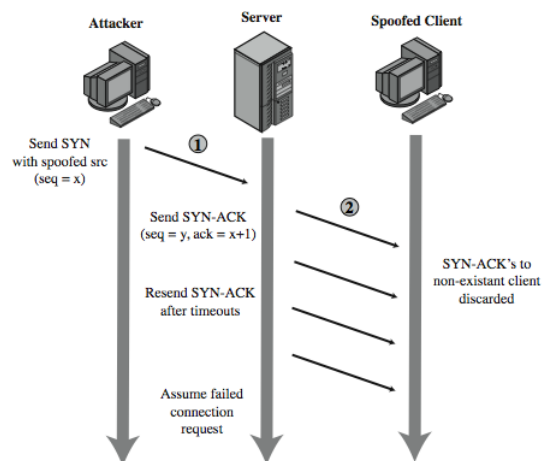 Attacker
Server
Spoofed Client
Send SYN
with spoofed src
(seq = x)
1
Send SYN-ACK
(seq = y, ack = x+1)
2
SYN-ACK's to
non-existant client
discarded
Resend SYN-ACK
after timeouts
Assume failed
connection
request